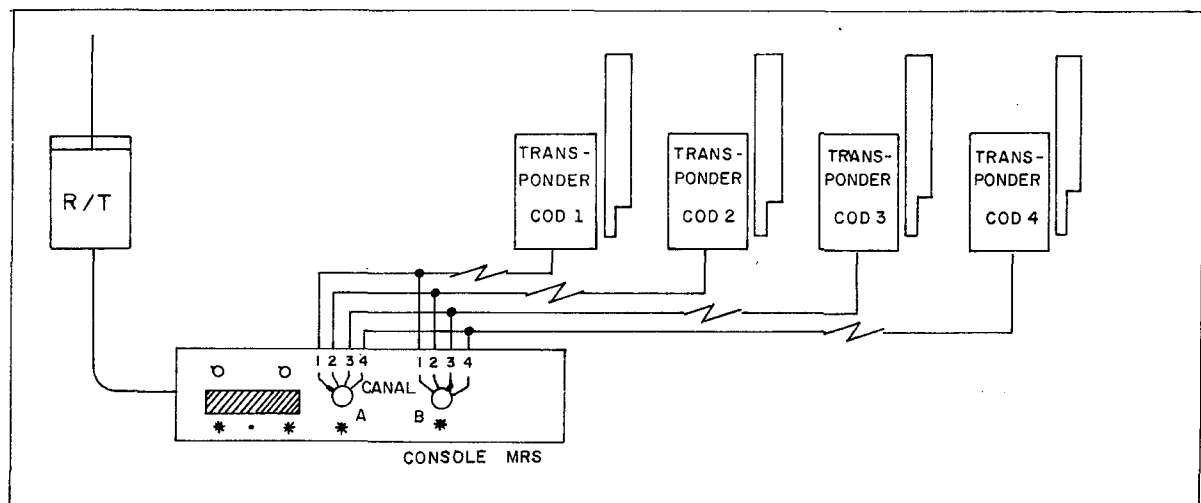 R/T
TRANS-
PONDER
COD 1
TRANS-
PONDER
COD 2
TRANS-
PONDER
COD 3
TRANS-
PONDER
COD 4
1 2 3 4
1 2 3 4
CANAL
A
B
CONSOLE MRS